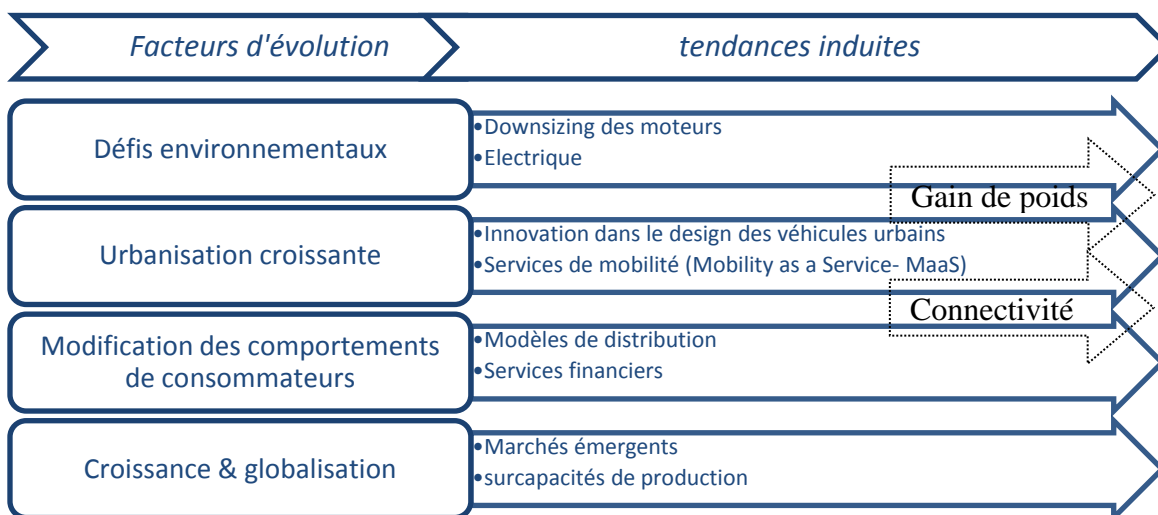 Facteurs d'évolution
tendances induites
Défis environnementaux
•Downsizing des moteurs
•Electrique
Gain de poids
Urbanisation croissante
•Innovation dans le design des véhicules urbains
•Services de mobilité (Mobility as a Service- MaaS)
Connectivité
Modification des comportements
de consommateurs
•Modèles de distribution
•Services financiers
Croissance & globalisation
•Marchés émergents
•surcapacités de production